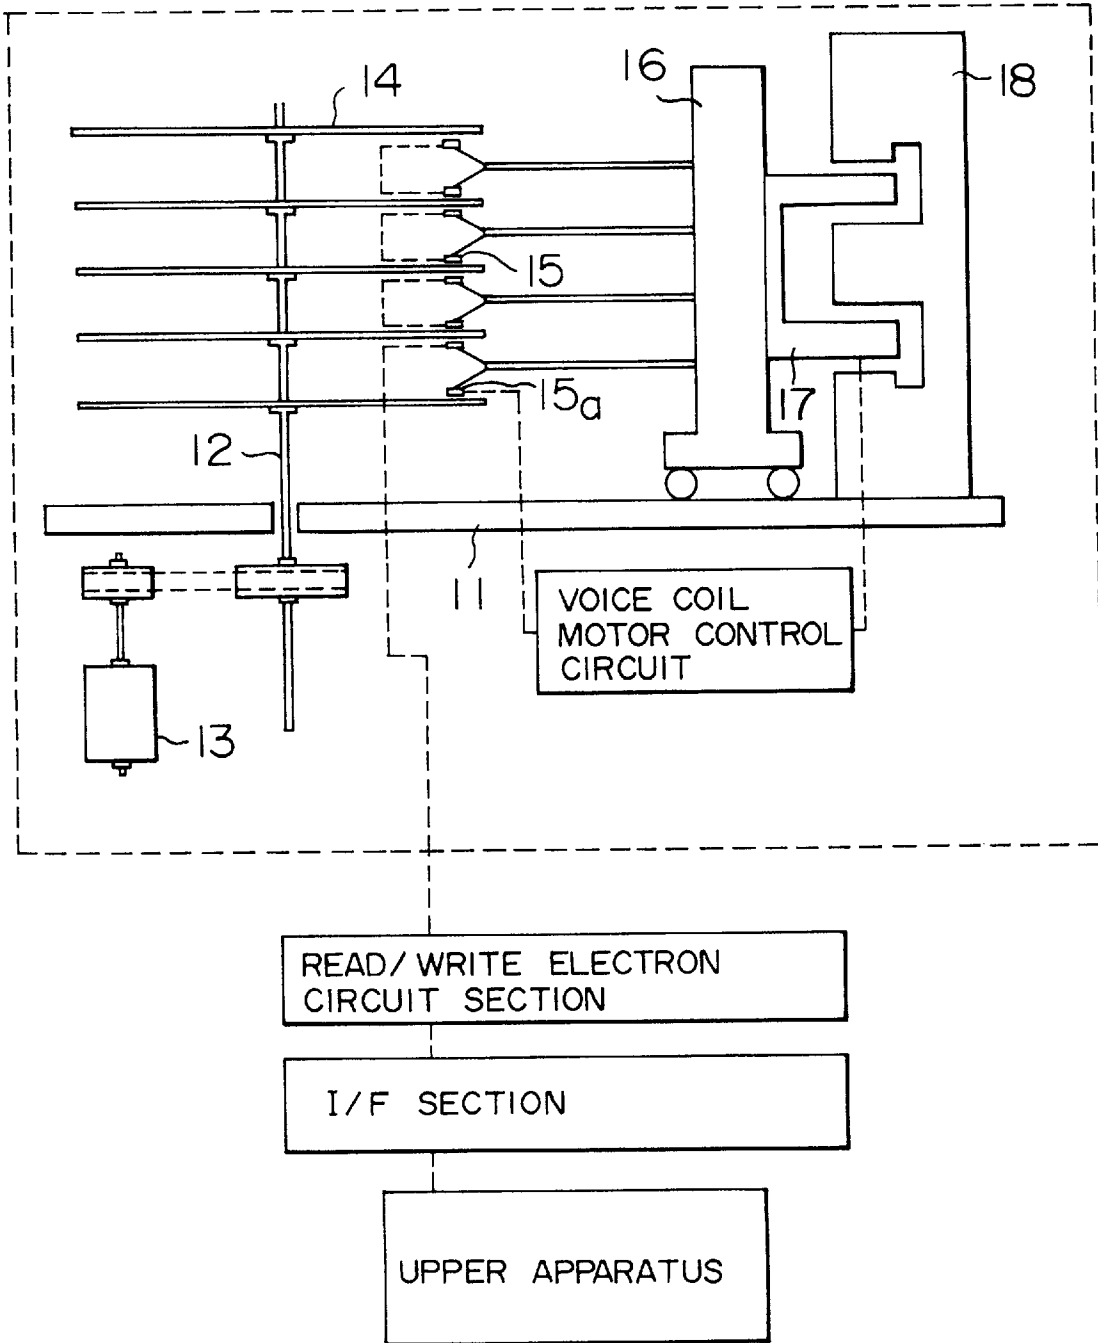 14
16
18
15
15a
17
12
11
VOICE COIL
MOTOR CONTROL
CIRCUIT
13
READ/WRITE ELECTRON
CIRCUIT SECTION
I/F SECTION
UPPER APPARATUS